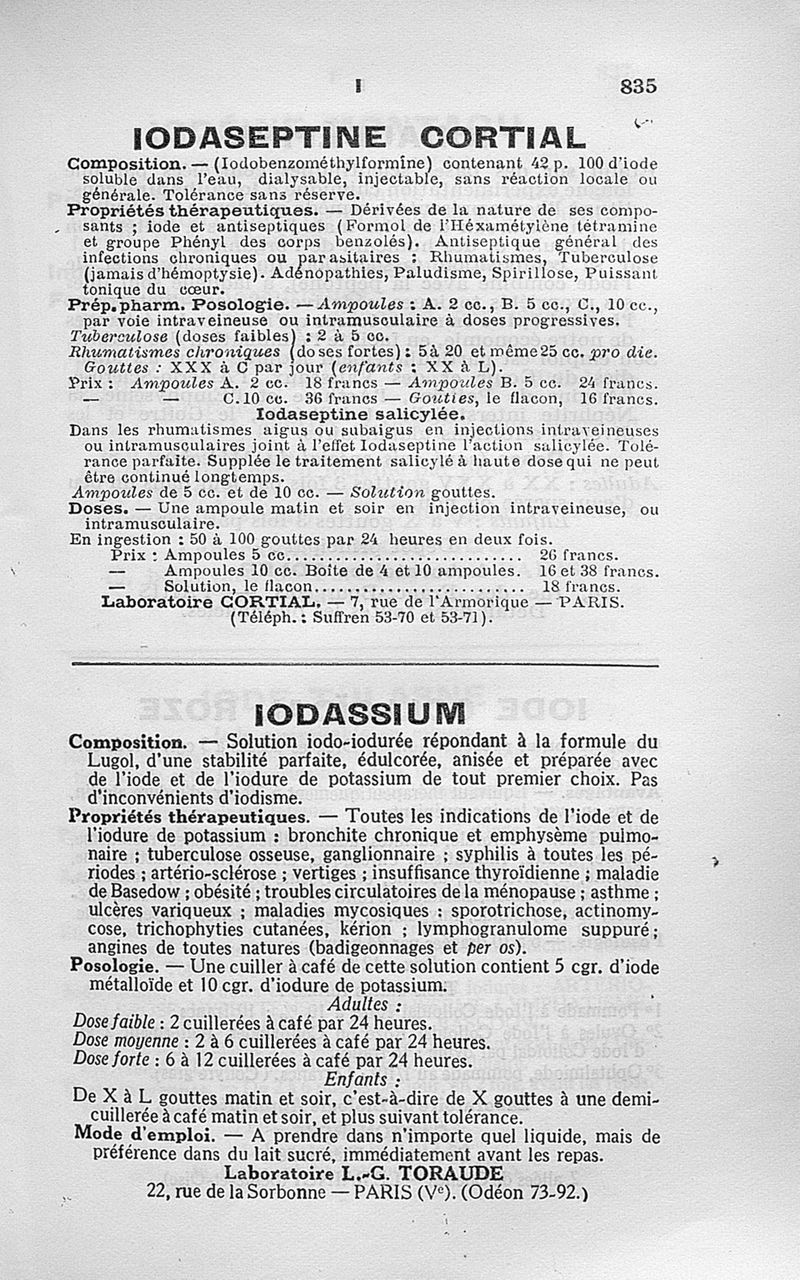 I 835
IODASEPTINE CORTIAL
Composition. — (Iodobenzométhylformine) contenant 42 p. 100 d'iode
soluble dans l'eau, dialysable, injectable, sans réaction locale ou
générale. Tolérance sans réserve.
Propriétés thérapeutiques. — Dérivées de la nature de ses compo-
sants ; iode et antiseptiques (Formol de l'Héxamétylène tétramine
et groupe Phényl des corps benzolés). Antiseptique général des
infections chroniques ou parasitaires : Rhumatismes, Tuberculose
(jamais d'hémoptysie). Adénopathies, Paludisme, Spirillose, Puissant
tonique du cœur.
Prép. pharm. Posologie. — Ampoules : A. 2 cc., B. 5 cc., C., 10 cc.,
par voie intraveineuse ou intramusculaire à doses progressives.
Tuberculose (doses faibles) : 2 à 5 cc.
Rhumatismes chroniques (doses fortes) : 5 à 20 et même 25 cc. pro die.
Gouttes : XXX à C par jour (enfants : XX à L).
Prix : Ampoules A. 2 cc. 18 francs — Ampoules B. 5 cc. 24 francs.
— — C. 10 cc. 36 francs — Goutles, le flacon, 16 francs.
Iodaseptine salicylée.
Dans les rhumatismes aigus ou subaigus en injections intraveineuses
ou intramusculaires joint à l'effet Iodaseptine l'action salicylée. Tolé-
rance parfaite. Supplée le traitement salicylé à haute dose qui ne peut
être continué longtemps.
Ampoules de 5 cc. et de 10 cc. — Solution gouttes.
Doses. — Une ampoule matin et soir en injection intraveineuse, ou
intramusculaire.
En ingestion : 50 à 100 gouttes par 24 heures en deux fois.
Prix : Ampoules 5 cc............................ 26 francs.
— Ampoules 10 cc. Boîte de 4 et 10 ampoules. 16 et 38 francs.
— Solution, le flacon......................... 18 francs.
Laboratoire CORTIAL. — 7, rue de l'Armorique — PARIS.
(Téléph. : Suffren 53-70 et 53-71).
IODASSIUM
Composition. — Solution iodo-iodurée répondant à la formule du
Lugol, d'une stabilité parfaite, édulcorée, anisée et préparée avec
de l'iode et de l'iodure de potassium de tout premier choix. Pas
d'inconvénients d'iodisme.
Propriétés thérapeutiques. — Toutes les indications de l'iode et de
l'iodure de potassium : bronchite chronique et emphysème pulmo-
naire ; tuberculose osseuse, ganglionnaire ; syphilis à toutes les pé-
riodes ; artério-sclérose ; vertiges ; insuffisance thyroïdienne ; maladie
de Basedow ; obésité ; troubles circulatoires de la ménopause ; asthme ;
ulcères variqueux ; maladies mycosiques : sporotrichose, actinomy-
cose, trichophyties cutanées, kérion ; lymphogranulome suppuré ;
angines de toutes natures (badigeonnages et per os).
Posologie. — Une cuiller à café de cette solution contient 5 cgr. d'iode
métalloïde et 10 cgr. d'iodure de potassium.
Adultes :
Dose faible : 2 cuillerées à café par 24 heures.
Dose moyenne : 2 à 6 cuillerées à café par 24 heures.
Dose forte : 6 à 12 cuillerées à café par 24 heures.
Enfants :
De X à L gouttes matin et soir, c'est-à-dire de X gouttes à une demi-
cuillerée à café matin et soir, et plus suivant tolérance.
Mode d'emploi. — A prendre dans n'importe quel liquide, mais de
préférence dans du lait sucré, immédiatement avant les repas.
Laboratoire L.-G. TORAUDE
22, rue de la Sorbonne — PARIS (Ve). (Odéon 73-92.)